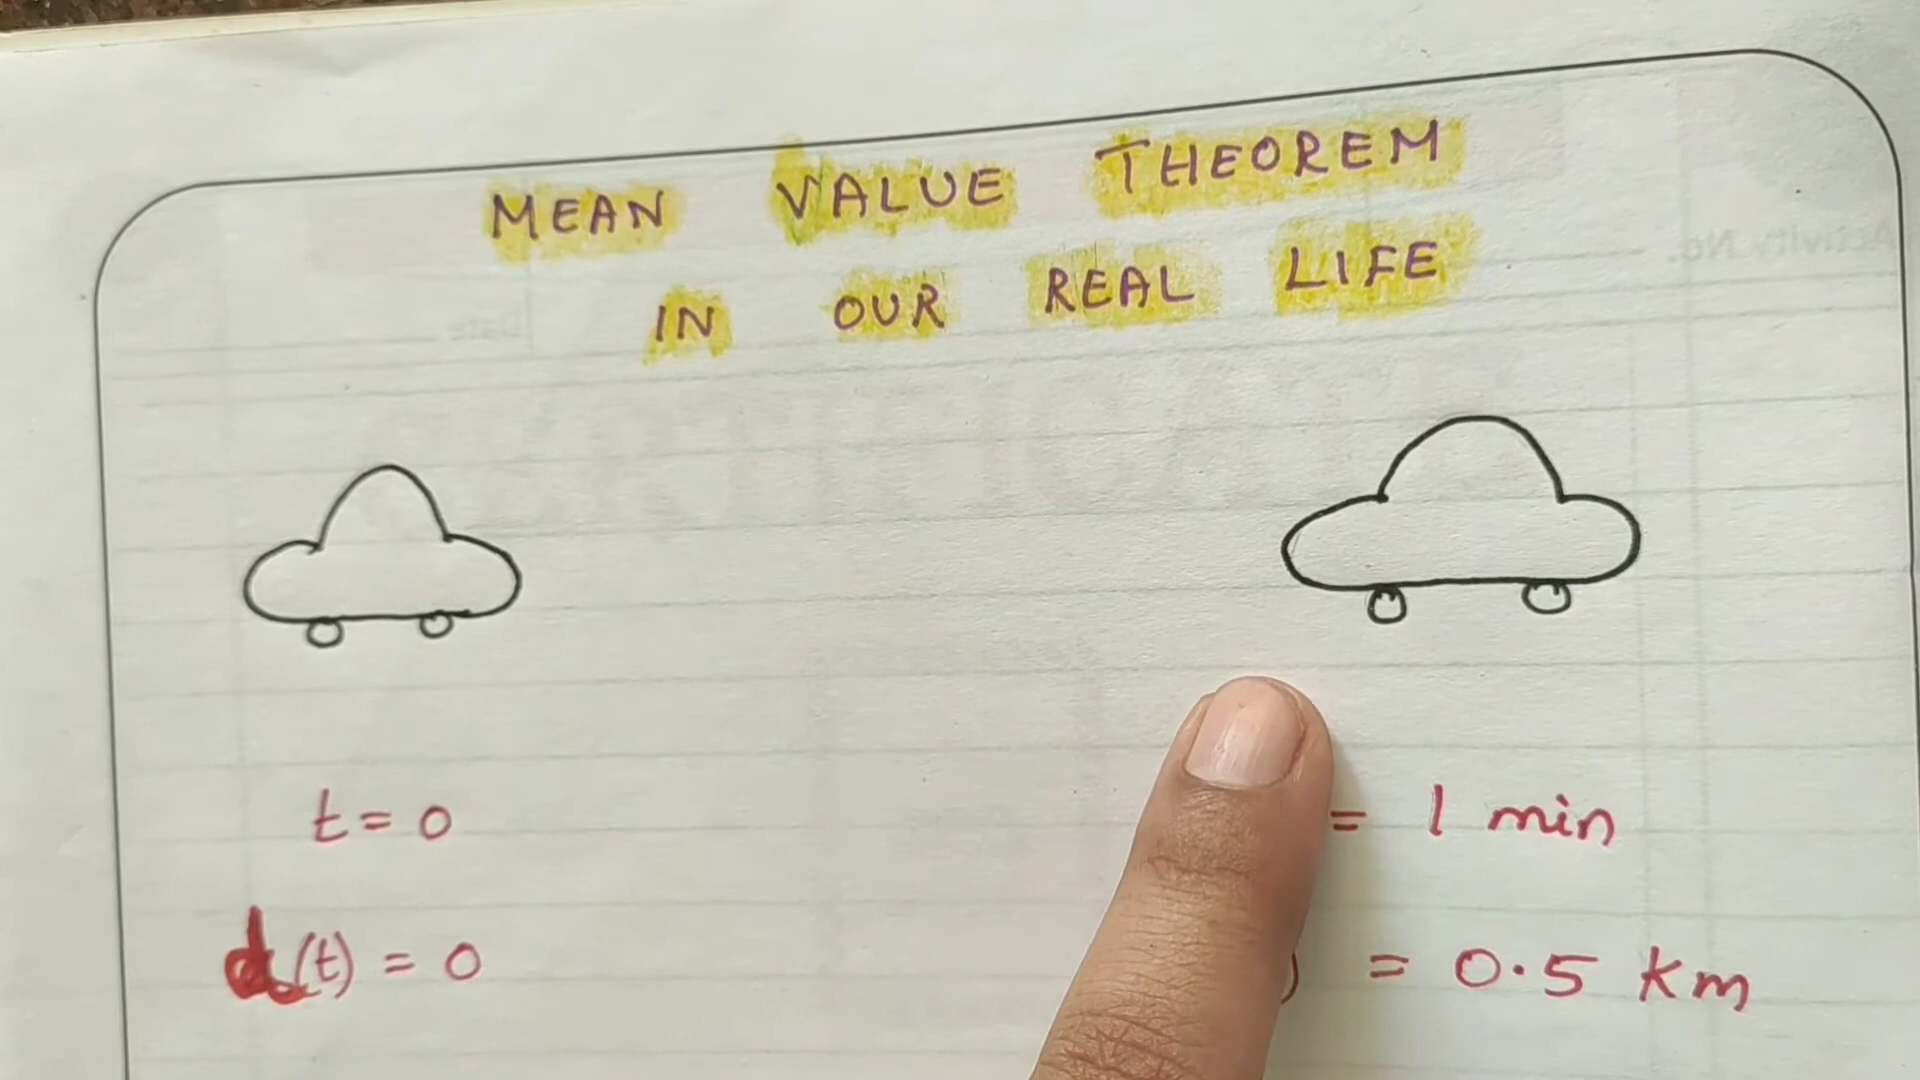 MEAN VALUE THEOREM
IN OUR REAL LIFE
t = 0
= 1 min
d(t) = 0
) = 0.5 km